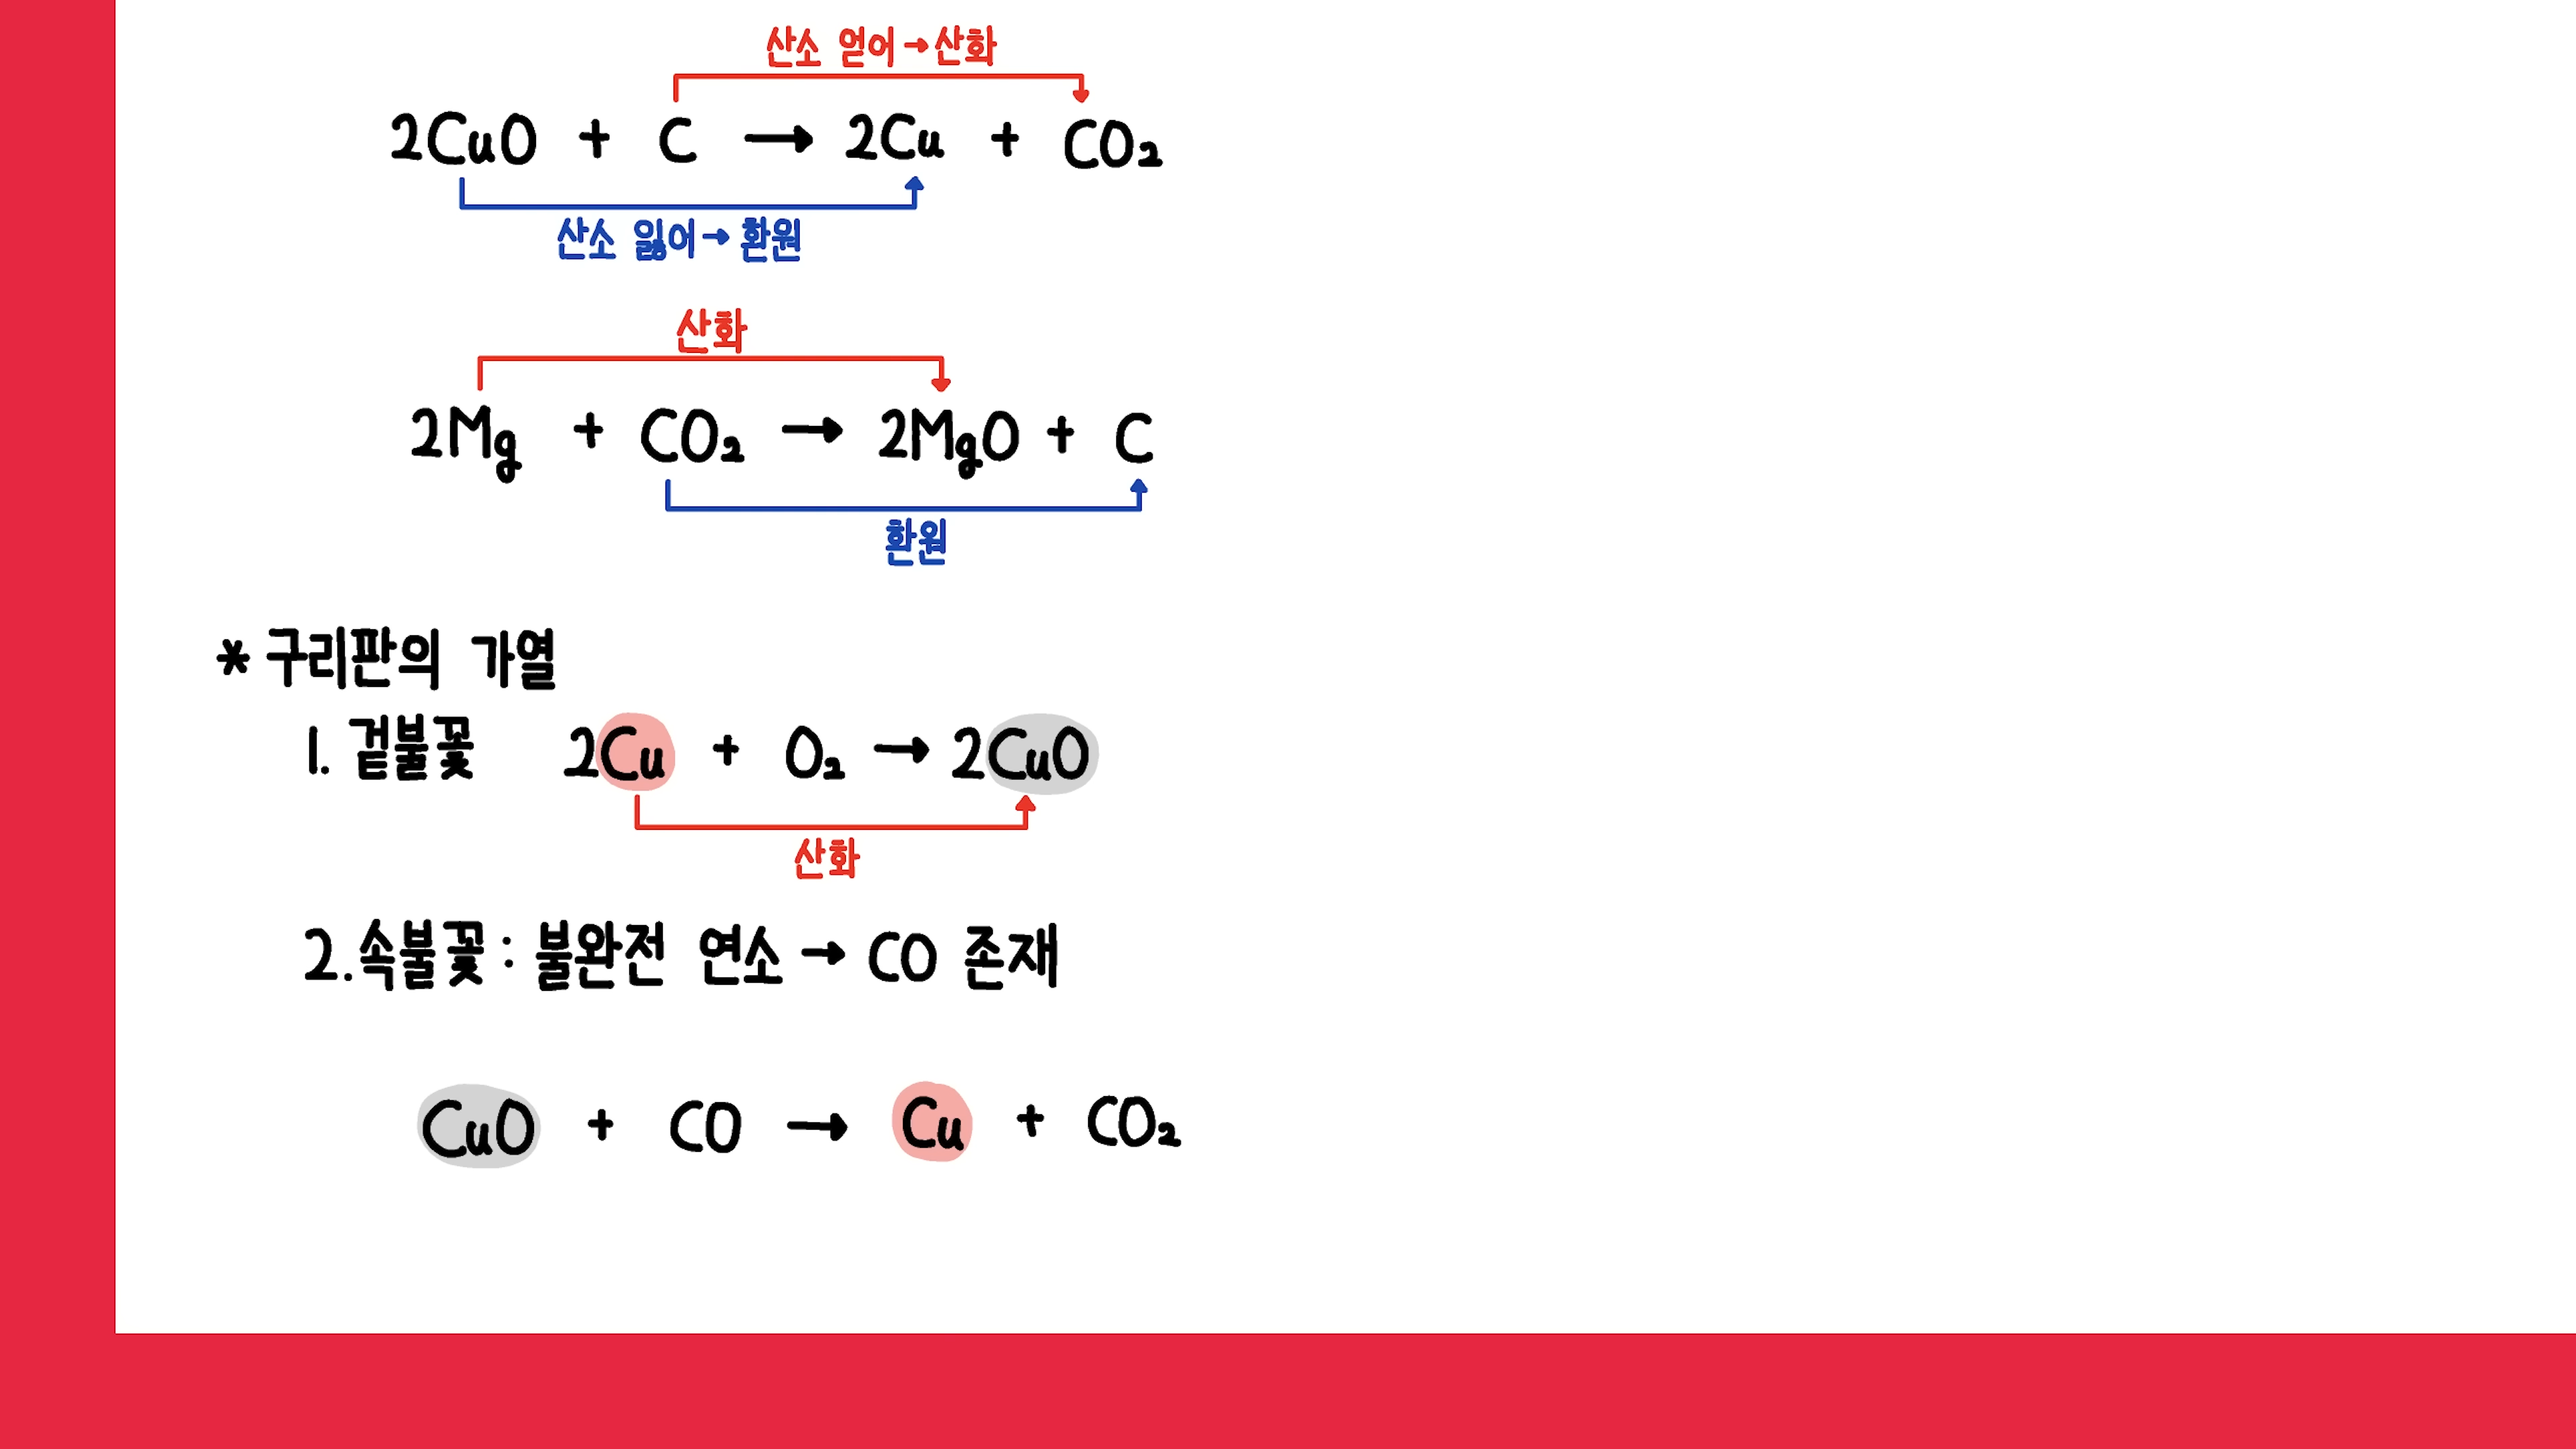 산소 얻어→산화
2CuO + C → 2Cu + CO₂
산소 잃어→환원
산화
2Mg + CO₂ → 2MgO + C
환원
* 구리판의 가열
1. 겉불꽃 2Cu + O₂ → 2CuO
산화
2. 속불꽃 : 불완전 연소 → CO 존재
CuO + CO → Cu + CO₂